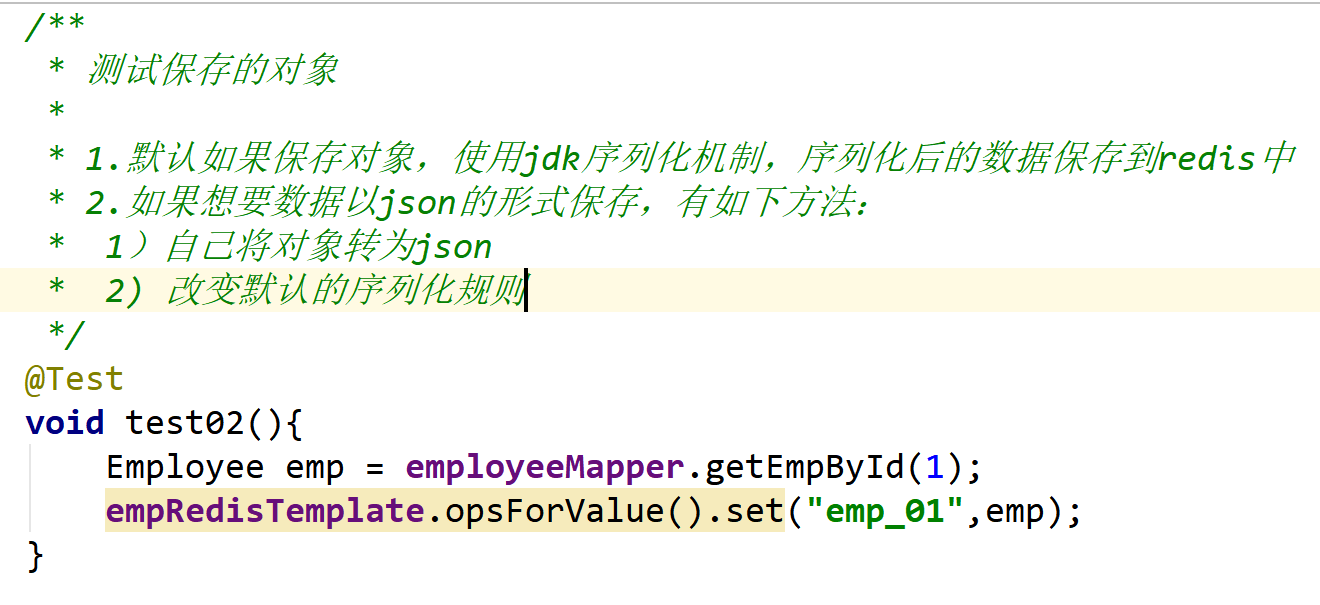 /**
 * 测试保存的对象
 *
 * 1.默认如果保存对象，使用jdk序列化机制，序列化后的数据保存到redis中
 * 2.如果想要数据以json的形式保存，有如下方法：
 *  1）自己将对象转为json
 *  2) 改变默认的序列化规则
 */
@Test
void test02(){
    Employee emp = employeeMapper.getEmpById(1);
    empRedisTemplate.opsForValue().set("emp_01",emp);
}